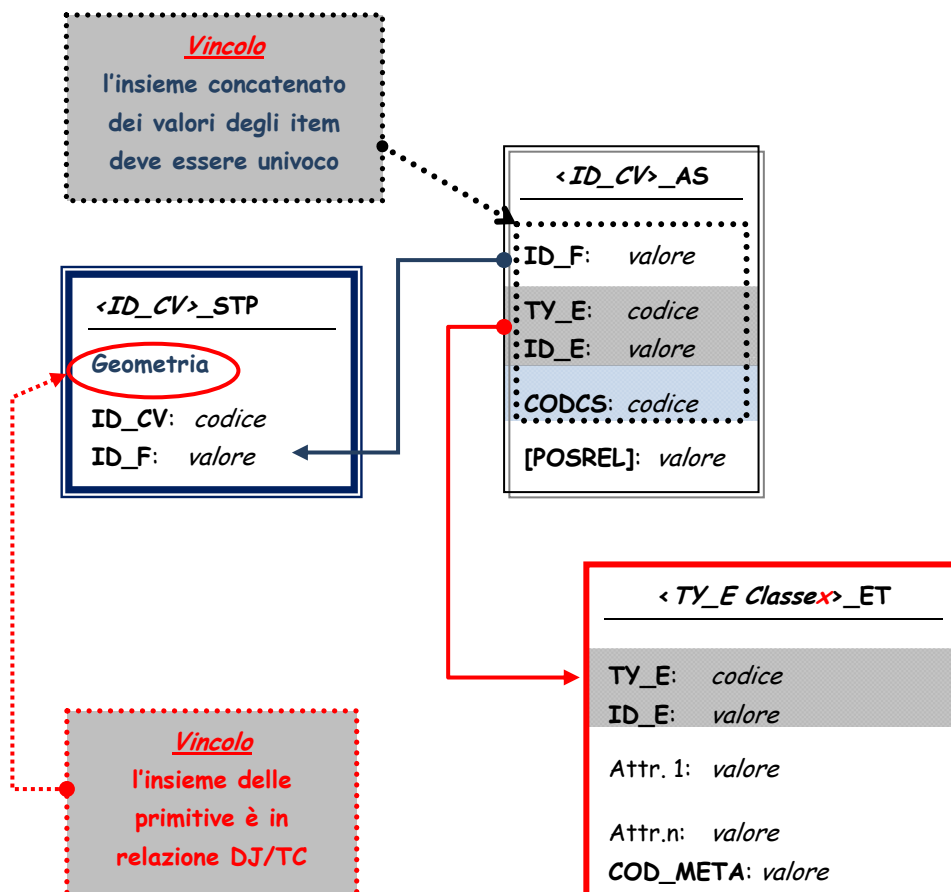 Vincolo
l'insieme concatenato
dei valori degli item
deve essere univoco
<ID_CV>_AS
ID_F: valore
TY_E: codice
ID_E: valore
CODCS: codice
[POSREL]: valore
<ID_CV>_STP
Geometria
ID_CV: codice
ID_F: valore
<TY_E Classex>_ET
TY_E: codice
ID_E: valore
Attr. 1: valore
Attr.n: valore
COD_META: valore
Vincolo
l'insieme delle
primitive è in
relazione DJ/TC